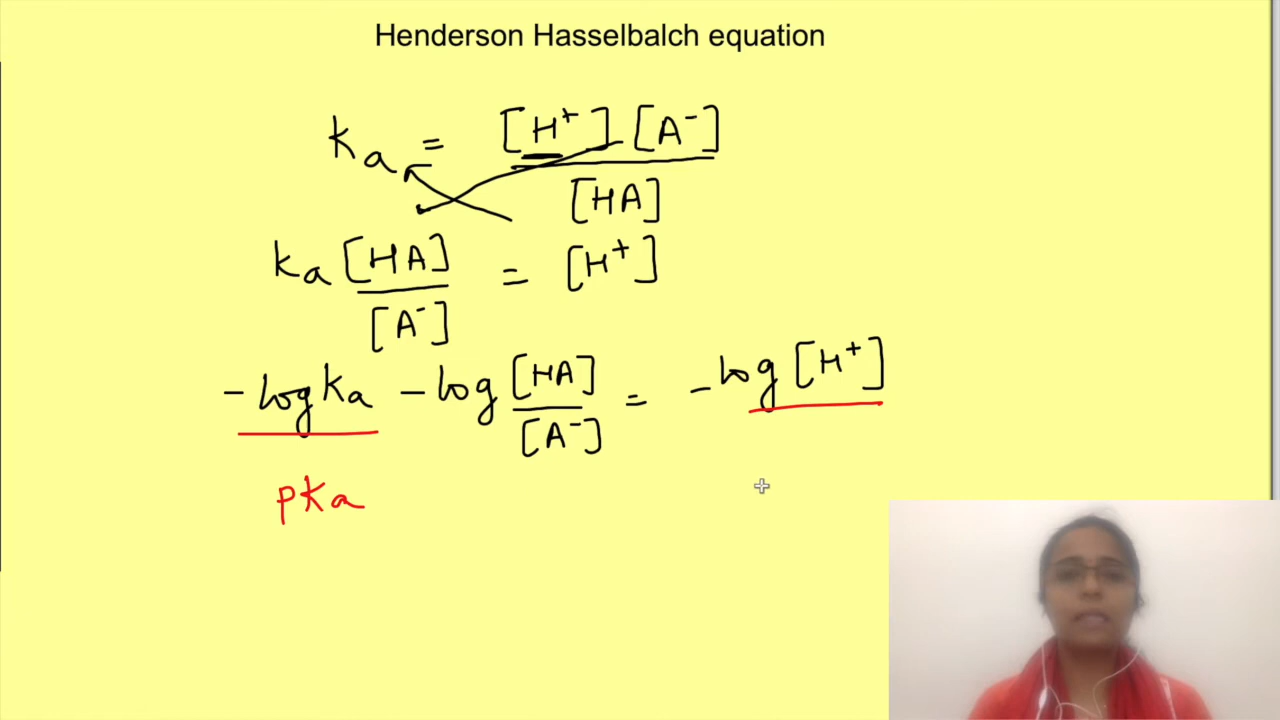 Henderson Hasselbalch equation
Ka = [H⁺] [A⁻]
[HA]
Ka [HA] = [H⁺]
[A⁻]
-log Ka - log [HA] = -log [H⁺]
[A⁻]
pKa